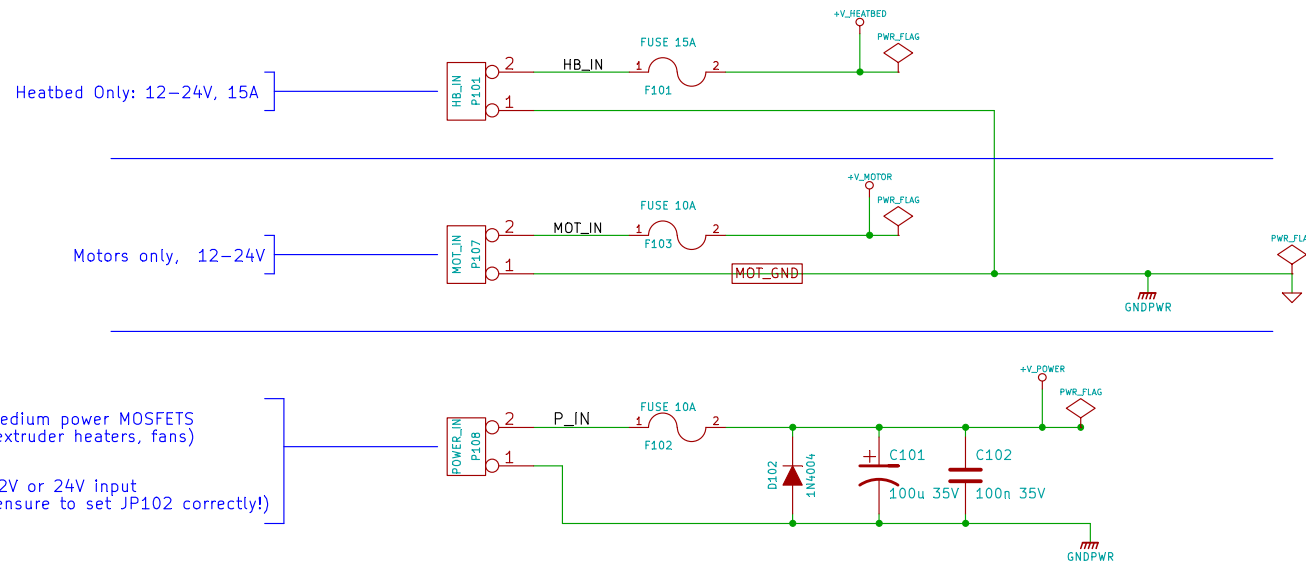 +V_HEATBED
PWR_FLAG
FUSE 15A
HB_IN
P101
2
HB_IN
1
2
F101
1
Heatbed Only: 12-24V, 15A
+V_MOTOR
PWR_FLAG
FUSE 10A
MOT_IN
P107
2
MOT_IN
1
2
F103
1
MOT_GND
Motors only, 12-24V
PWR_FLA
GNDPWR
+V_POWER
PWR_FLAG
FUSE 10A
POWER_IN
P108
2
P_IN
1
2
F102
1
edium power MOSFETS
extruder heaters, fans)
2V or 24V input
ensure to set JP102 correctly!)
D102
1N4004
+
C101
100u 35V
C102
100n 35V
GNDPWR